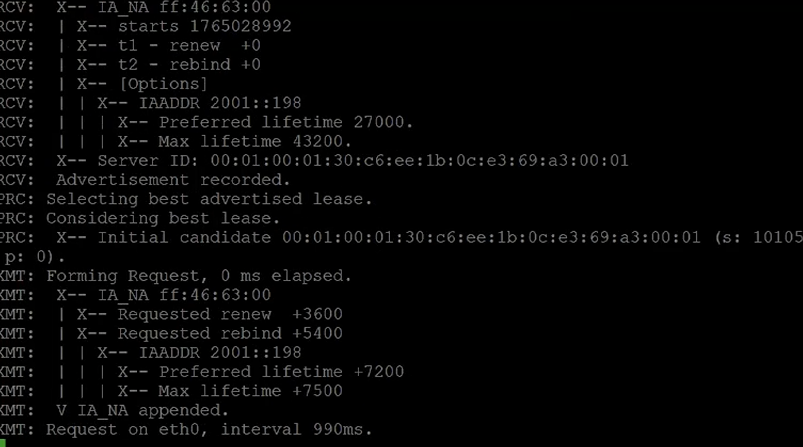 RCV:  X-- IA_NA ff:46:63:00
RCV:  | X-- starts 1765028992
RCV:  | X-- t1 - renew  +0
RCV:  | X-- t2 - rebind +0
RCV:  | X-- [Options]
RCV:  | | X-- IAADDR 2001::198
RCV:  | | | X-- Preferred lifetime 27000.
RCV:  | | | X-- Max lifetime 43200.
RCV:  X-- Server ID: 00:01:00:01:30:c6:ee:1b:0c:e3:69:a3:00:01
RCV:  Advertisement recorded.
PRC: Selecting best advertised lease.
PRC: Considering best lease.
PRC:  X-- Initial candidate 00:01:00:01:30:c6:ee:1b:0c:e3:69:a3:00:01 (s: 10105
p: 0).
XMT: Forming Request, 0 ms elapsed.
XMT:  X-- IA_NA ff:46:63:00
XMT:  | X-- Requested renew  +3600
XMT:  | X-- Requested rebind +5400
XMT:  | | X-- IAADDR 2001::198
XMT:  | | | X-- Preferred lifetime +7200
XMT:  | | | X-- Max lifetime +7500
XMT:  V IA_NA appended.
XMT: Request on eth0, interval 990ms.